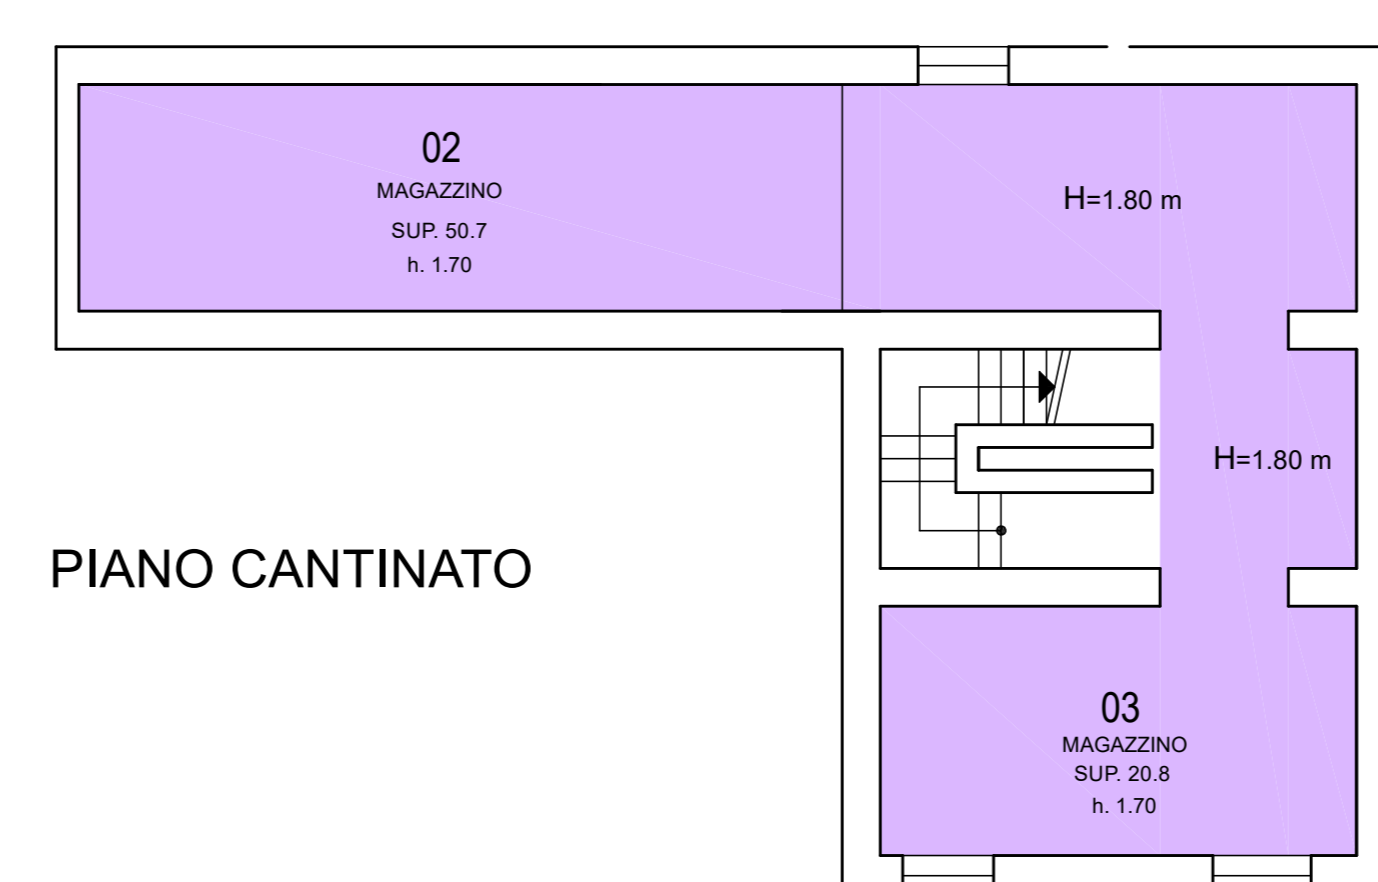 02
MAGAZZINO
SUP. 50.7
h. 1.70
H=1.80 m
H=1.80 m
PIANO CANTINATO
03
MAGAZZINO
SUP. 20.8
h. 1.70